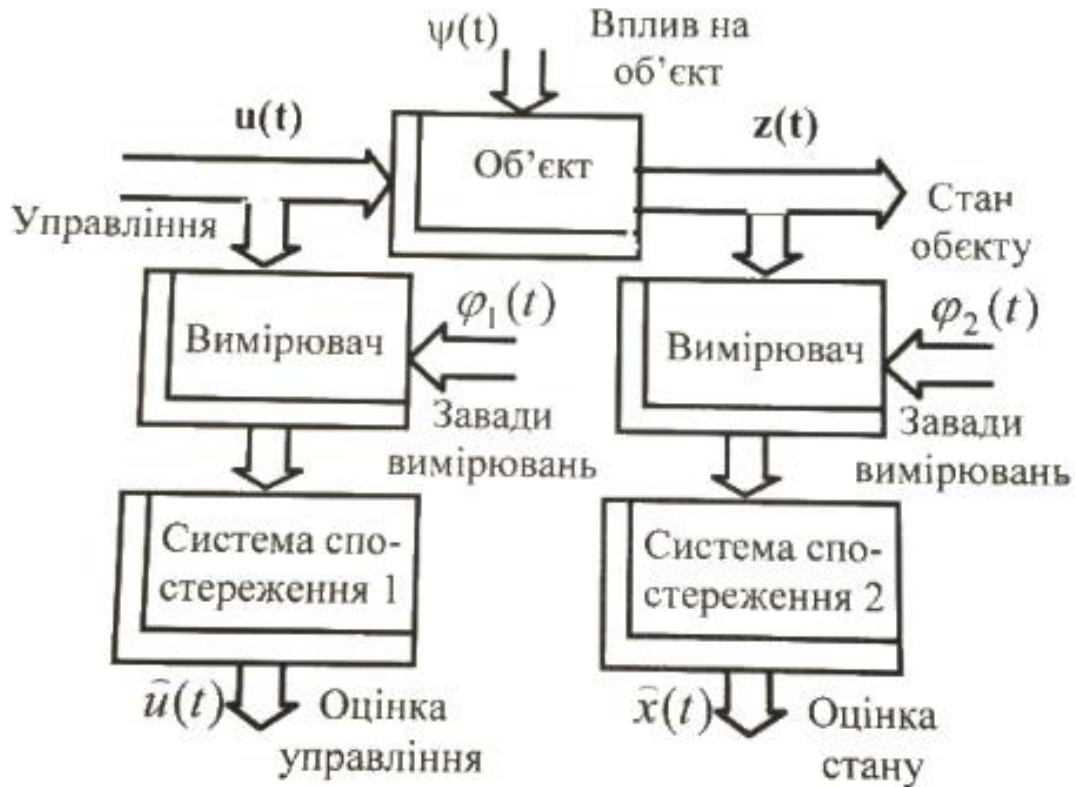 ψ(t)
Вплив на
об’єкт
u(t)
z(t)
Об’єкт
Управління
Стан
обєкту
Вимірювач
φ₁(t)
Завади
вимірювань
Вимірювач
φ₂(t)
Завади
вимірювань
Система спо-
стереження 1
Система спо-
стереження 2
û(t)
Оцінка
управління
x̂(t)
Оцінка
стану